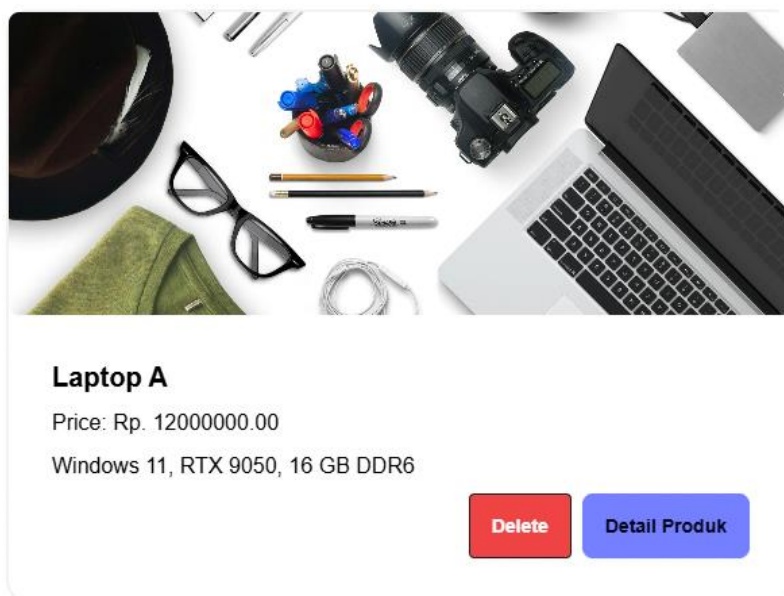 Laptop A
Price: Rp. 12000000.00
Windows 11, RTX 9050, 16 GB DDR6
Delete
Detail Produk